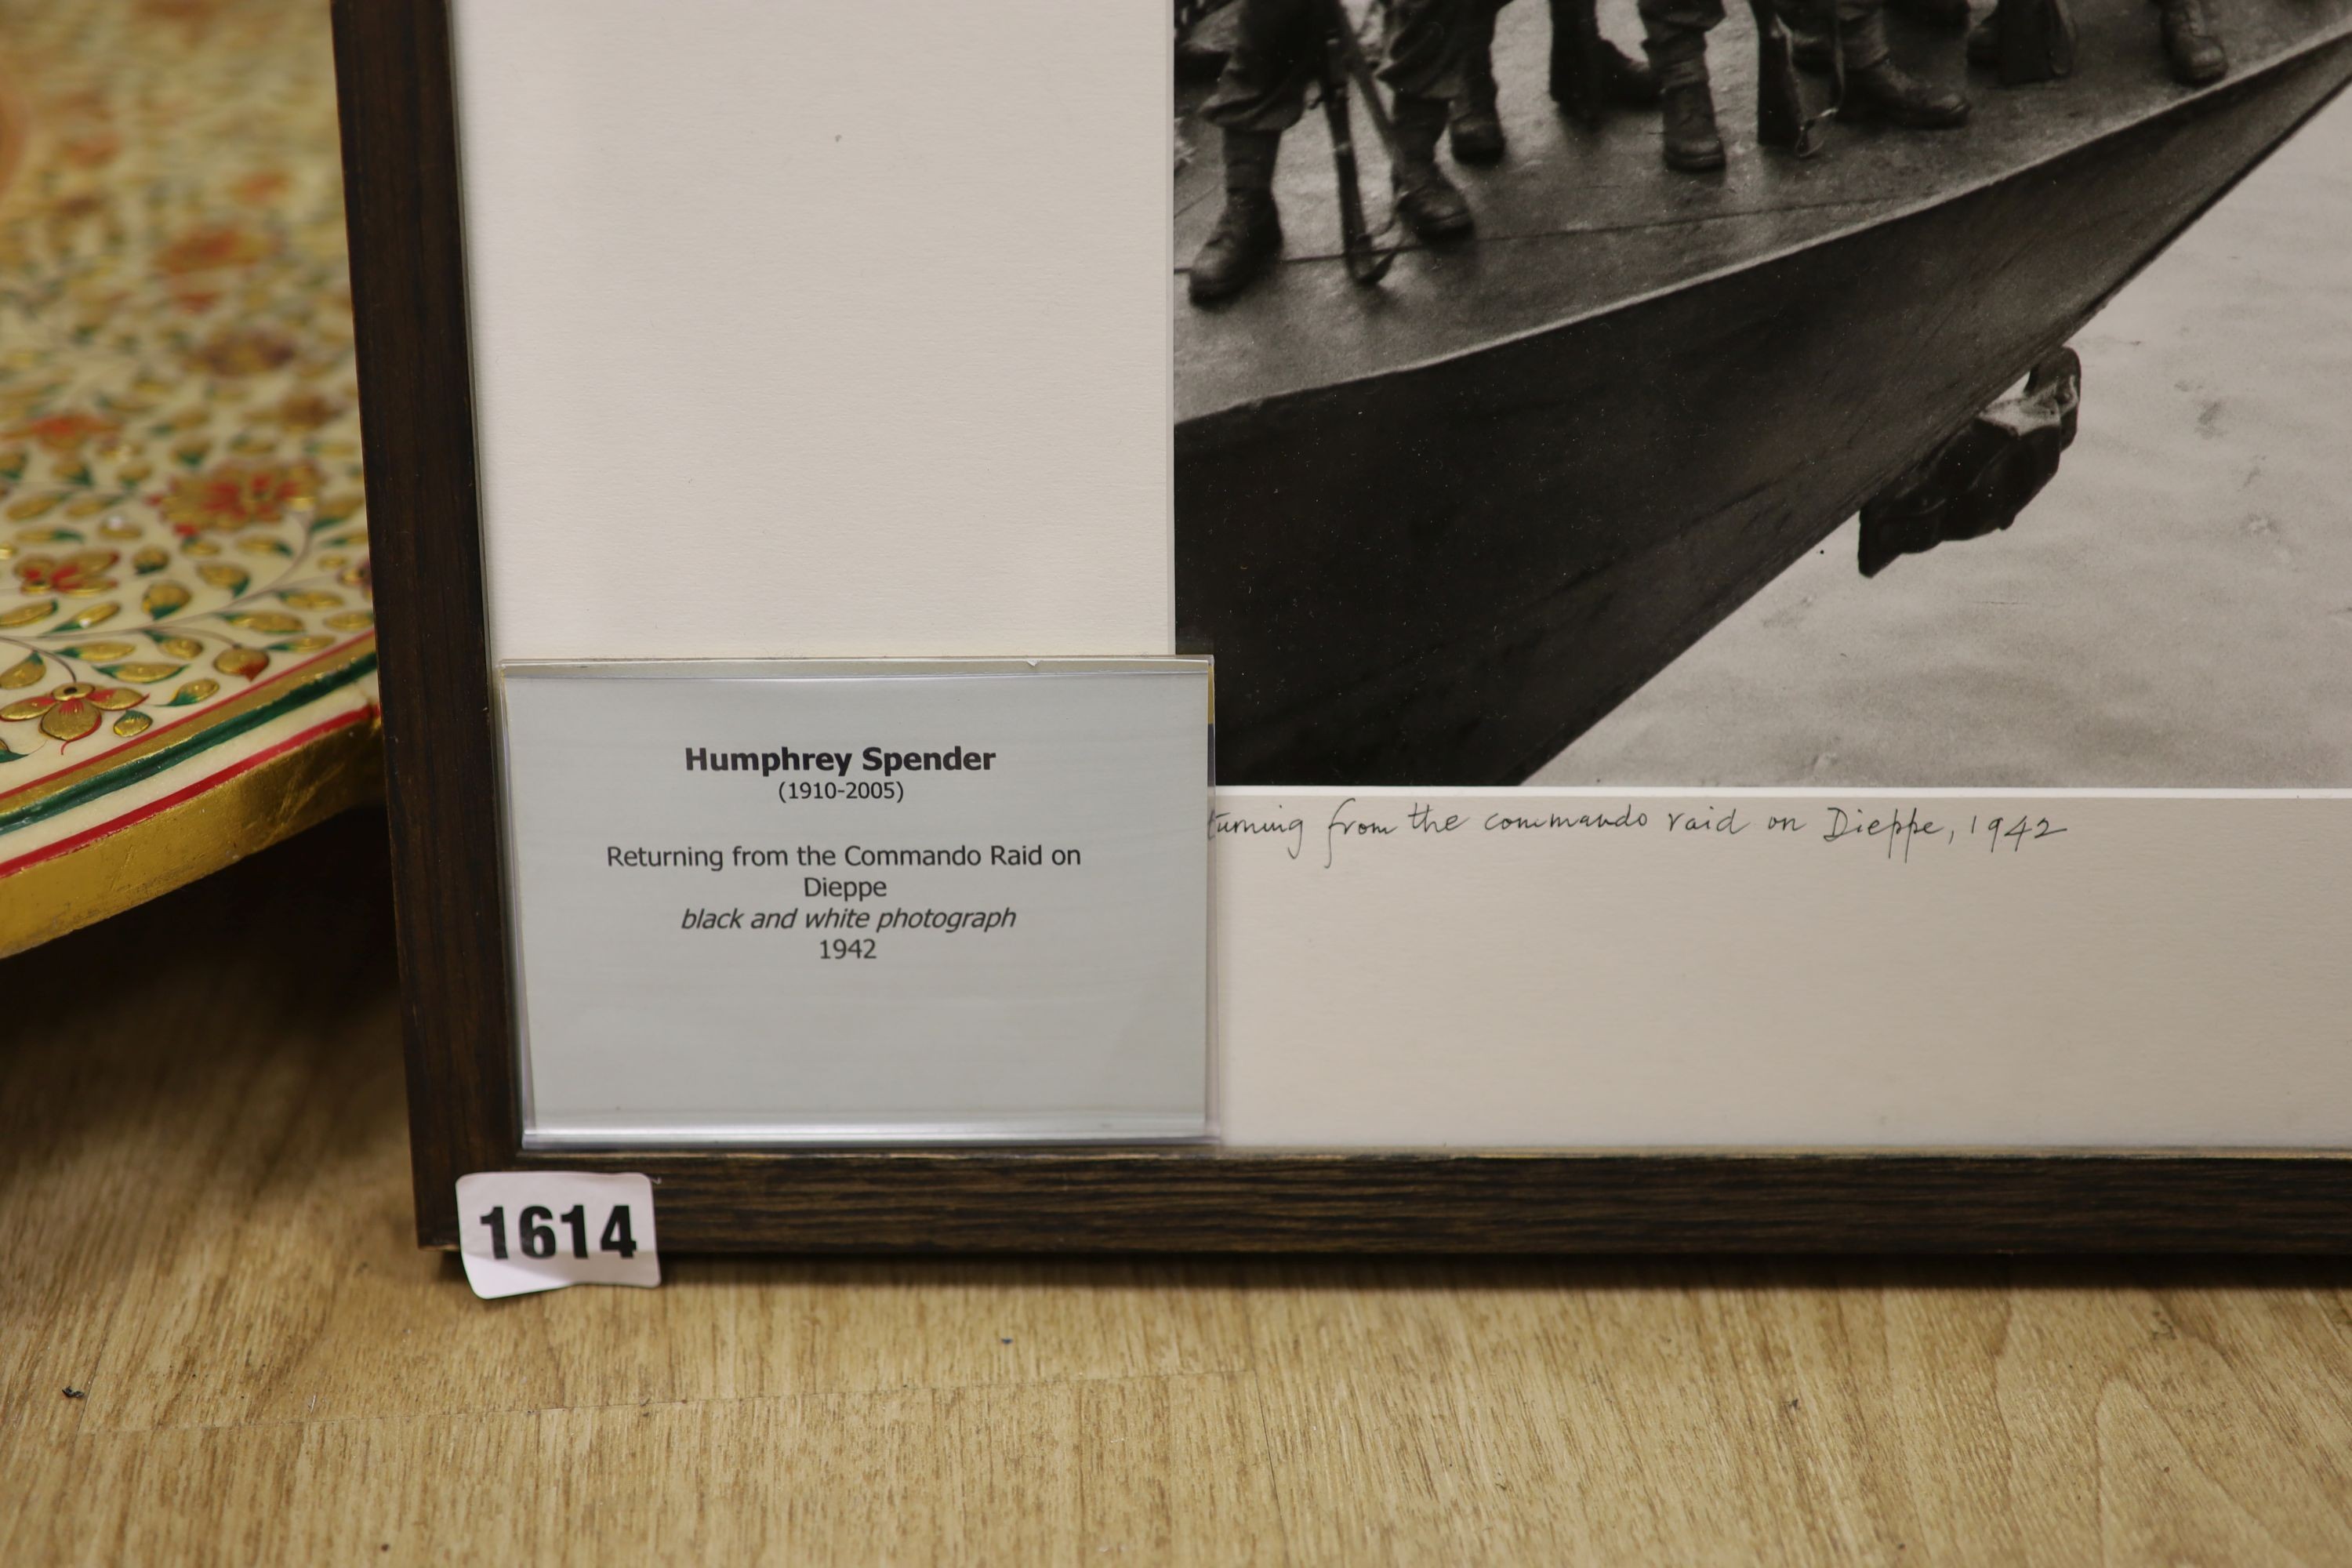 Humphrey Spender
(1910-2005)
Returning from the Commando Raid on
Dieppe
black and white photograph
1942
turning from the commando raid on Dieppe, 1942
1614